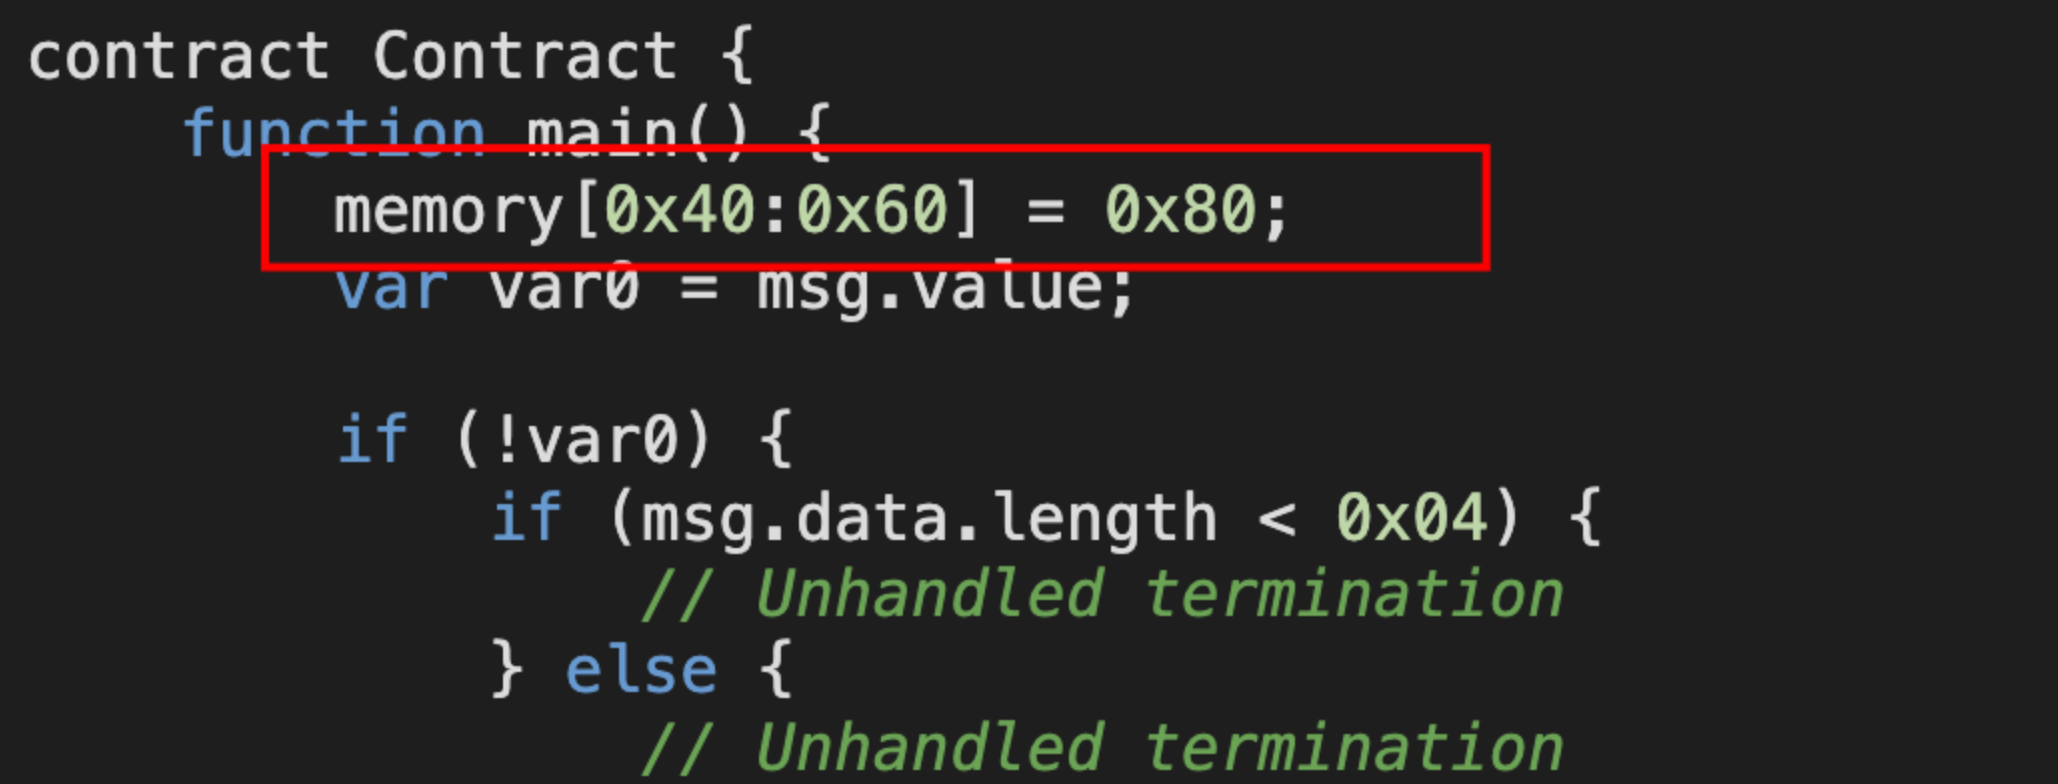 contract Contract {
function main() {
memory[0x40:0x60] = 0x80;
var var0 = msg.value;
if (!var0) {
if (msg.data.length < 0x04) {
// Unhandled termination
} else {
// Unhandled termination